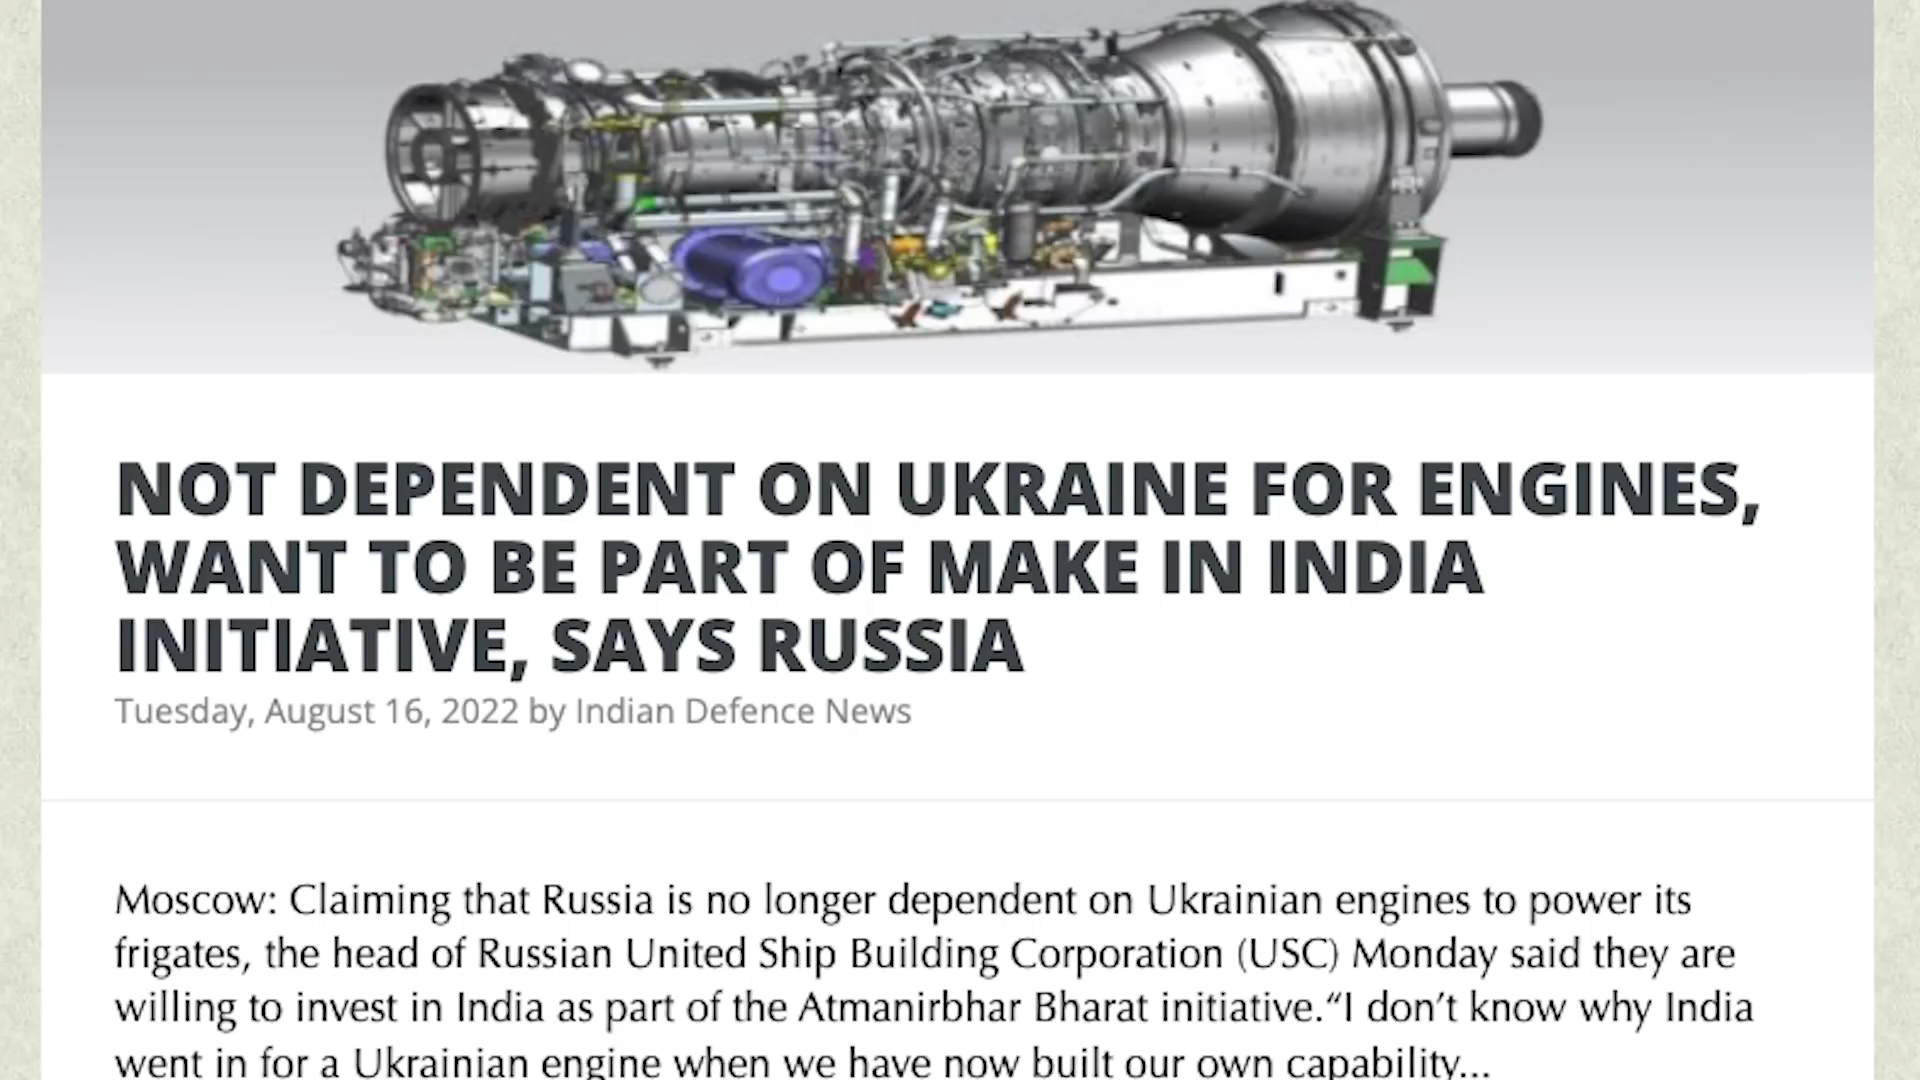 NOT DEPENDENT ON UKRAINE FOR ENGINES,
WANT TO BE PART OF MAKE IN INDIA
INITIATIVE, SAYS RUSSIA
Tuesday, August 16, 2022 by Indian Defence News
Moscow: Claiming that Russia is no longer dependent on Ukrainian engines to power its
frigates, the head of Russian United Ship Building Corporation (USC) Monday said they are
willing to invest in India as part of the Atmanirbhar Bharat initiative.“I don’t know why India
went in for a Ukrainian engine when we have now built our own capability...